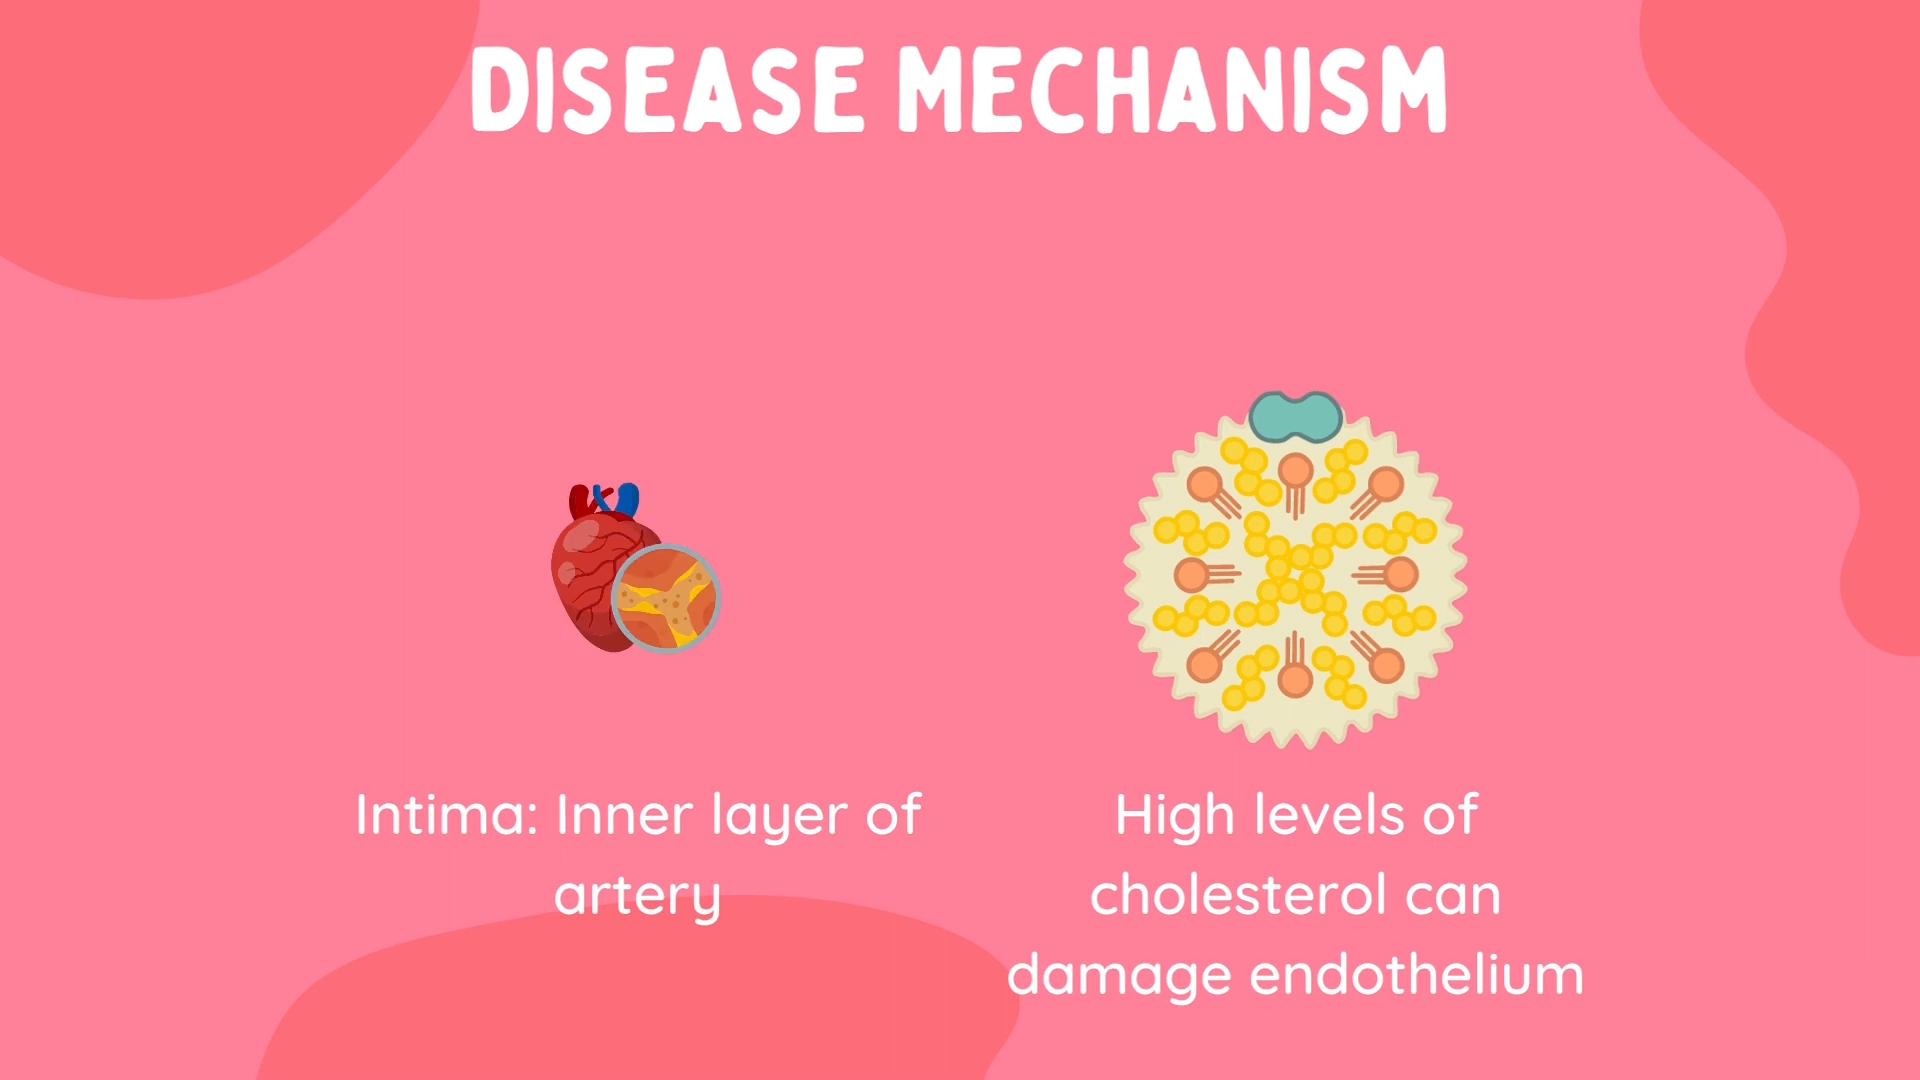 DISEASE MECHANISM
Intima: Inner layer of
artery
High levels of
cholesterol can
damage endothelium